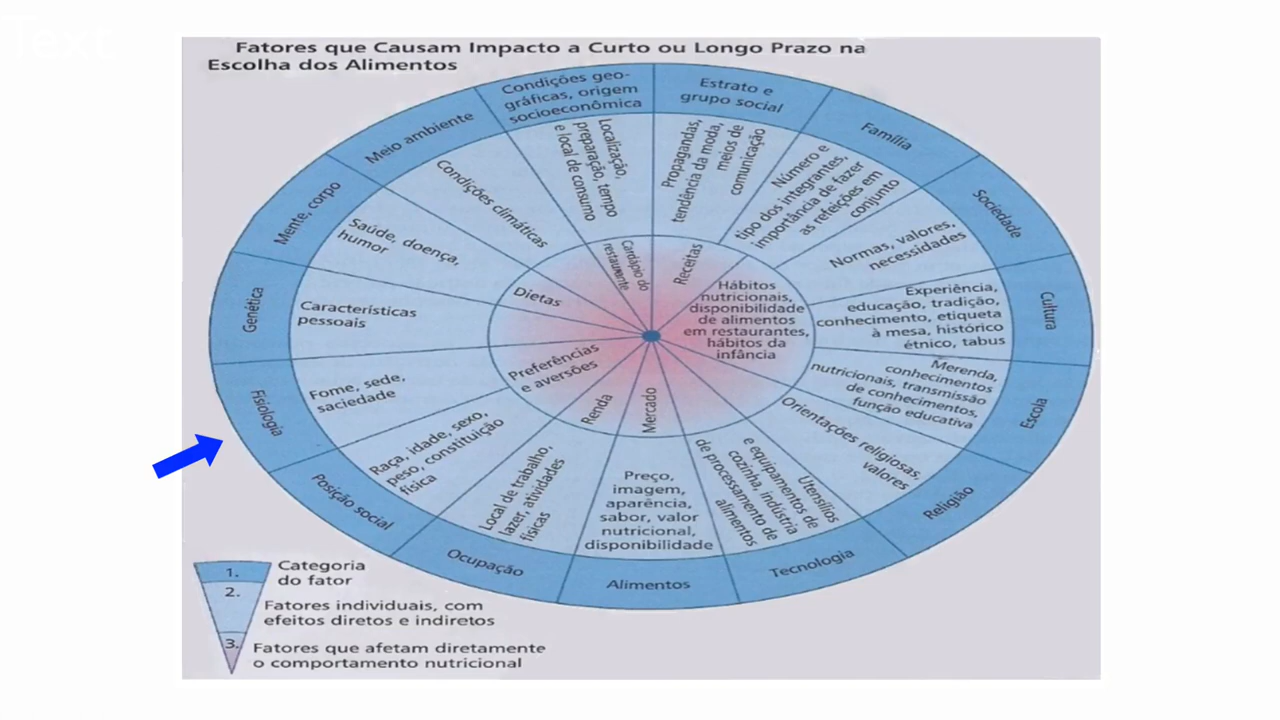 Text
Fatores que Causam Impacto a Curto ou Longo Prazo na
Escolha dos Alimentos
Condições geo-
gráficas, origem
socioeconômica
Estrato e
grupo social
Família
Sociedade
Cultura
Escola
Religião
Tecnologia
Alimentos
Ocupação
Posição social
Fisiologia
Genética
Mente, corpo
Meio ambiente
Localização,
preparação, tempo
e local de consumo
Propagandas,
tendência da moda,
meios de
comunicação
Número e
tipo dos integrantes,
importância de fazer
as refeições em
conjunto
Normas, valores,
necessidades
Experiência,
educação, tradição,
conhecimento, etiqueta
à mesa, histórico
étnico, tabus
Merenda,
conhecimentos
nutricionais, transmissão
de conhecimentos,
função educativa
Orientações religiosas,
valores
Utensílios
e equipamentos de
cozinha, indústria
de processamento de
alimentos
Preço,
imagem,
aparência,
sabor, valor
nutricional,
disponibilidade
Local de trabalho,
lazer, atividades
físicas
Raça, idade, sexo,
peso, constituição
física
Fome, sede,
saciedade
Características
pessoais
Saúde, doença,
humor
Condições climáticas
Cardápio do
restaurante
Receitas
Hábitos
nutricionais,
disponibilidade
de alimentos
em restaurantes,
hábitos da
infância
Mercado
Renda
Preferências
e aversões
Dietas
1.
Categoria
do fator
2.
Fatores individuais, com
efeitos diretos e indiretos
3.
Fatores que afetam diretamente
o comportamento nutricional